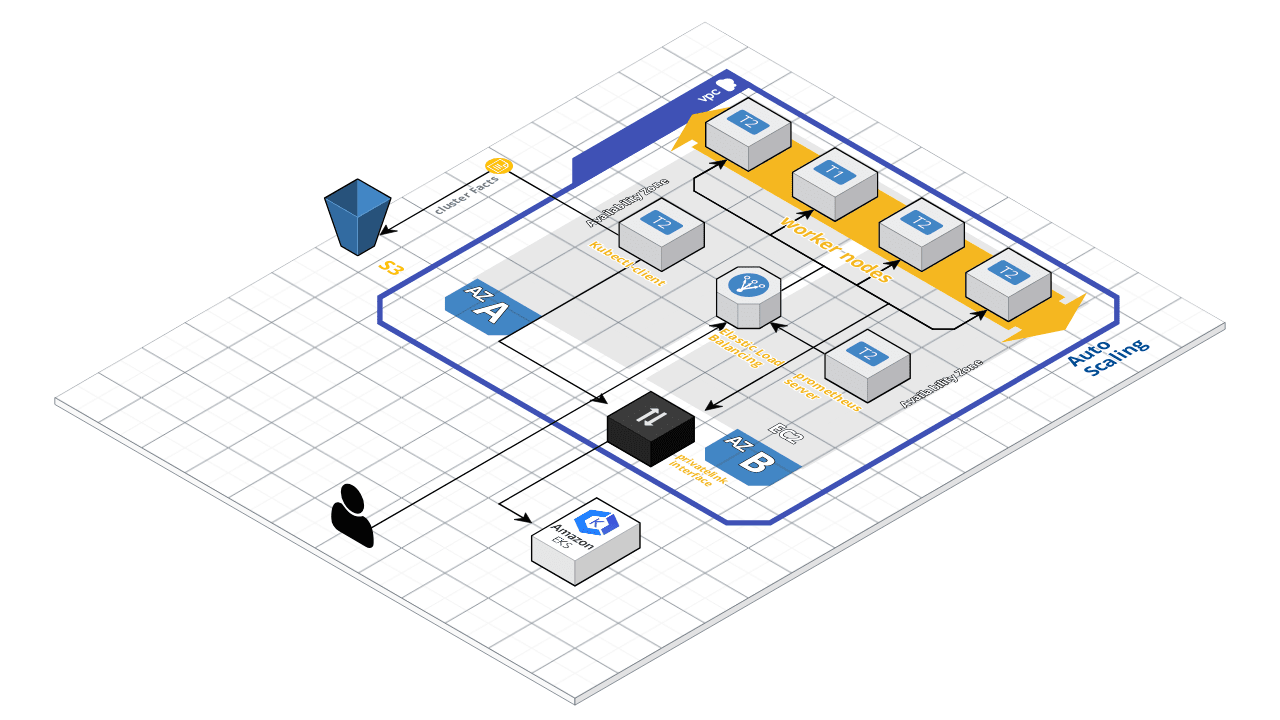 vpc
T2
T1
T2
T2
worker-nodes
Auto
Scaling
Availability Zone
T2
Kubectl-client
cluster Facts
S3
AZ
A
Elastic Load
Balancing
T2
prometheus
server
Availability Zone
EC2
AZ
B
privatelink
interface
K
Amazon
EKS